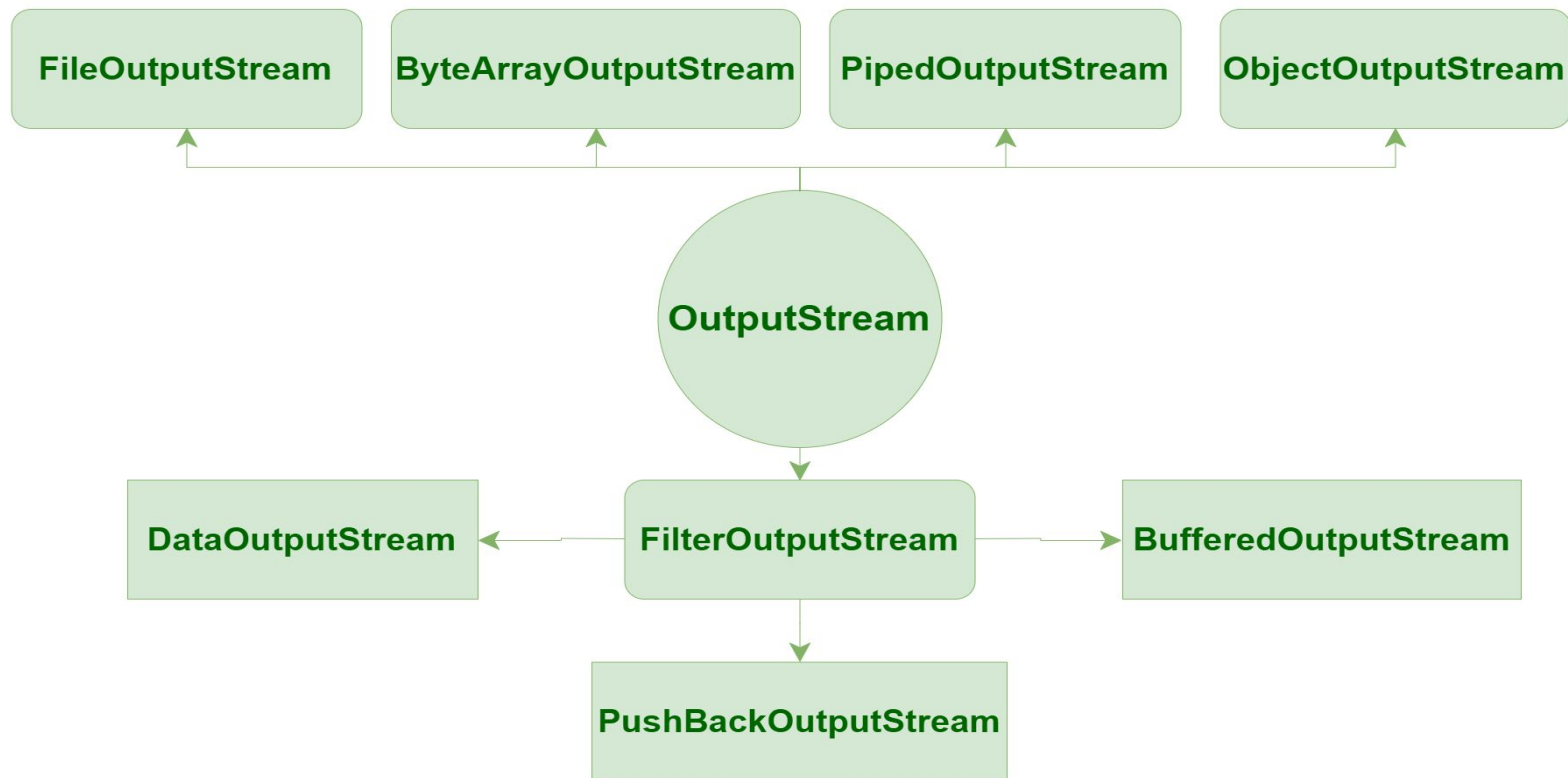 FileOutputStream
ByteArrayOutputStream
PipedOutputStream
ObjectOutputStream
OutputStream
DataOutputStream
FilterOutputStream
BufferedOutputStream
PushBackOutputStream